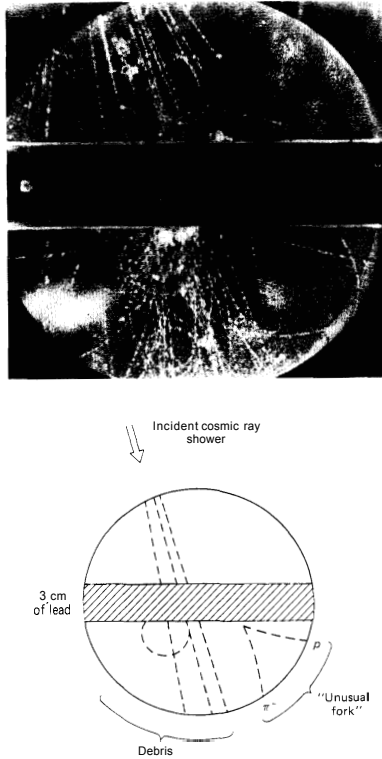 Incident cosmic ray
shower
3 cm
of lead
p
π⁻
"Unusual
fork"
Debris